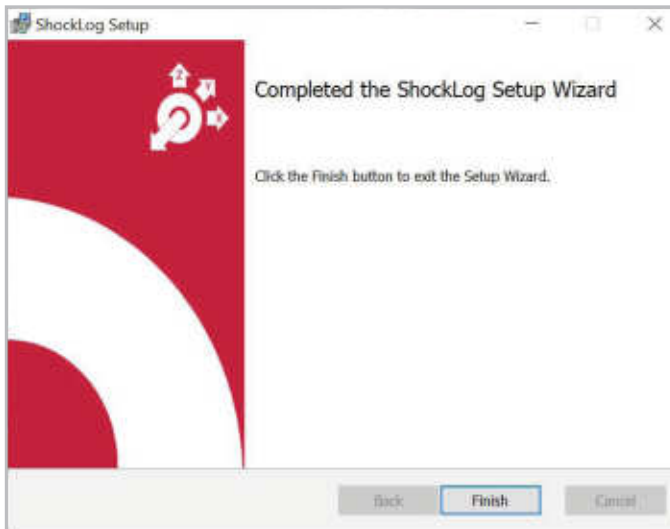 ShockLog Setup
Z
Y
X
Completed the ShockLog Setup Wizard
Click the Finish button to exit the Setup Wizard.
Back
Finish
Cancel